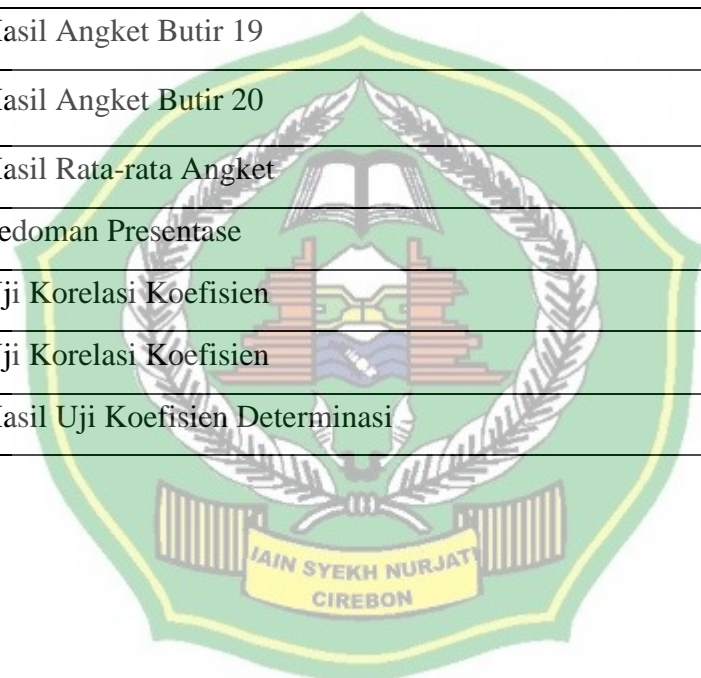 asil Angket Butir 19
asil Angket Butir 20
asil Rata-rata Angket
edoman Presentase
ji Korelasi Koefisien
ji Korelasi Koefisien
asil Uji Koefisien Determinasi
IAIN SYEKH NURJATI
CIREBON